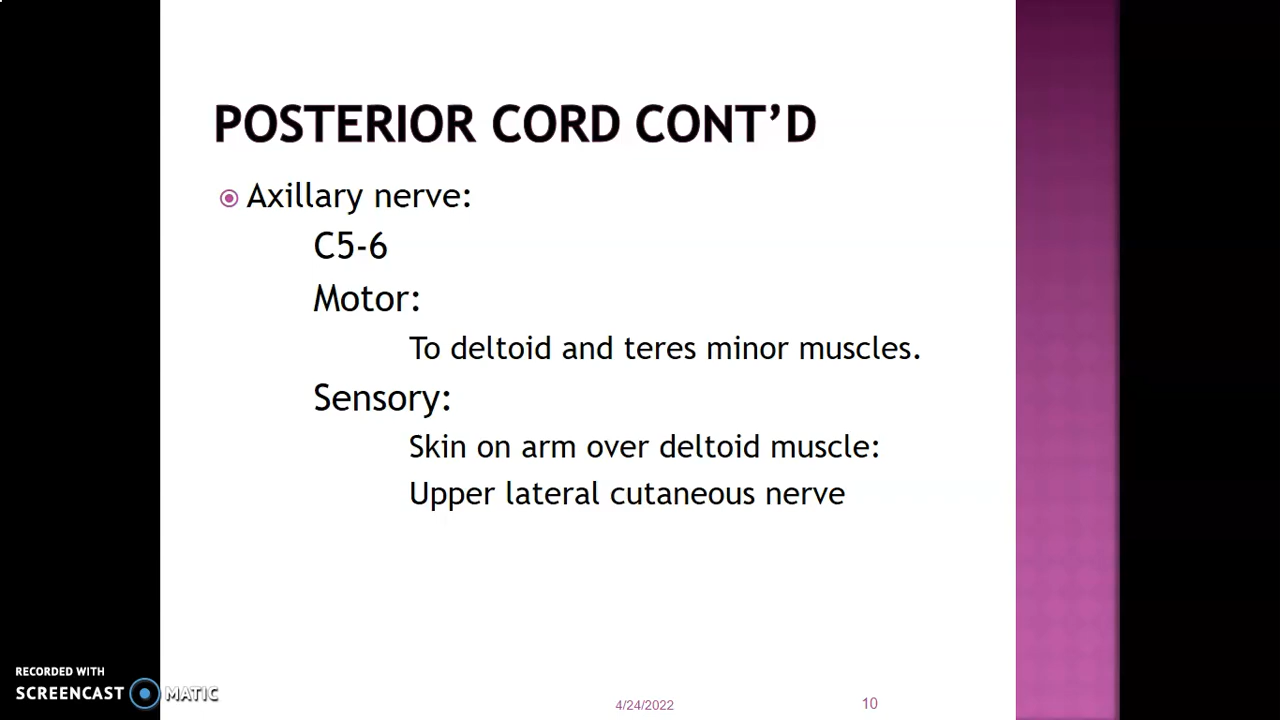 POSTERIOR CORD CONT’D
Axillary nerve:
C5-6
Motor:
To deltoid and teres minor muscles.
Sensory:
Skin on arm over deltoid muscle:
Upper lateral cutaneous nerve
RECORDED WITH
SCREENCAST MATIC
4/24/2022
10